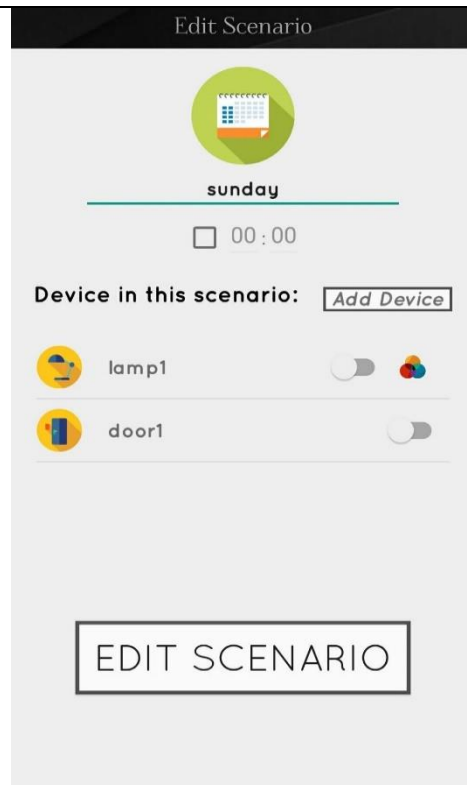 Edit Scenario
sunday
00:00
Device in this scenario: Add Device
lamp1
door1
EDIT SCENARIO